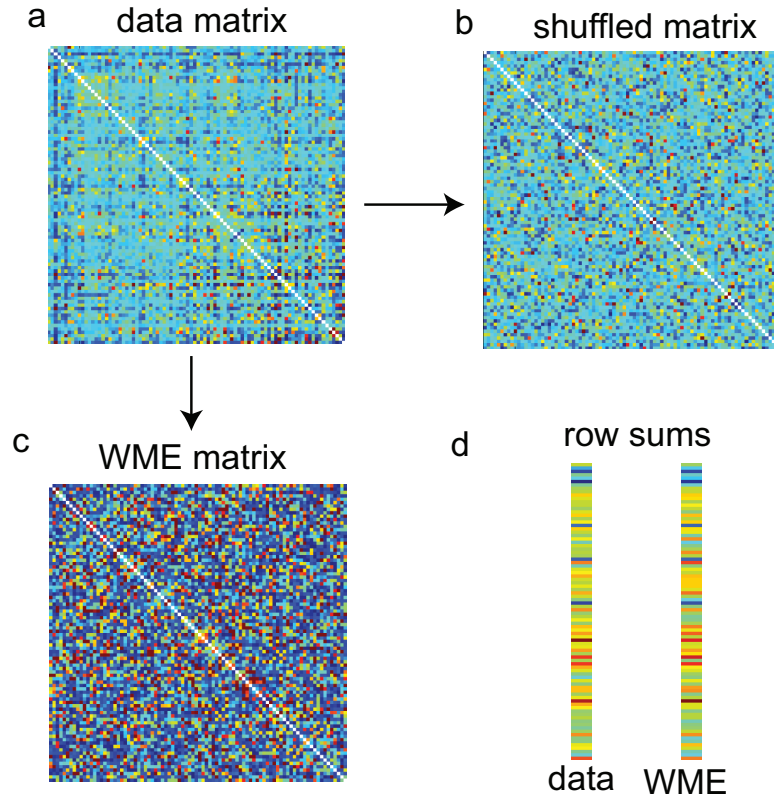 a
data matrix
b
shuffled matrix
c
WME matrix
d
row sums
data
WME